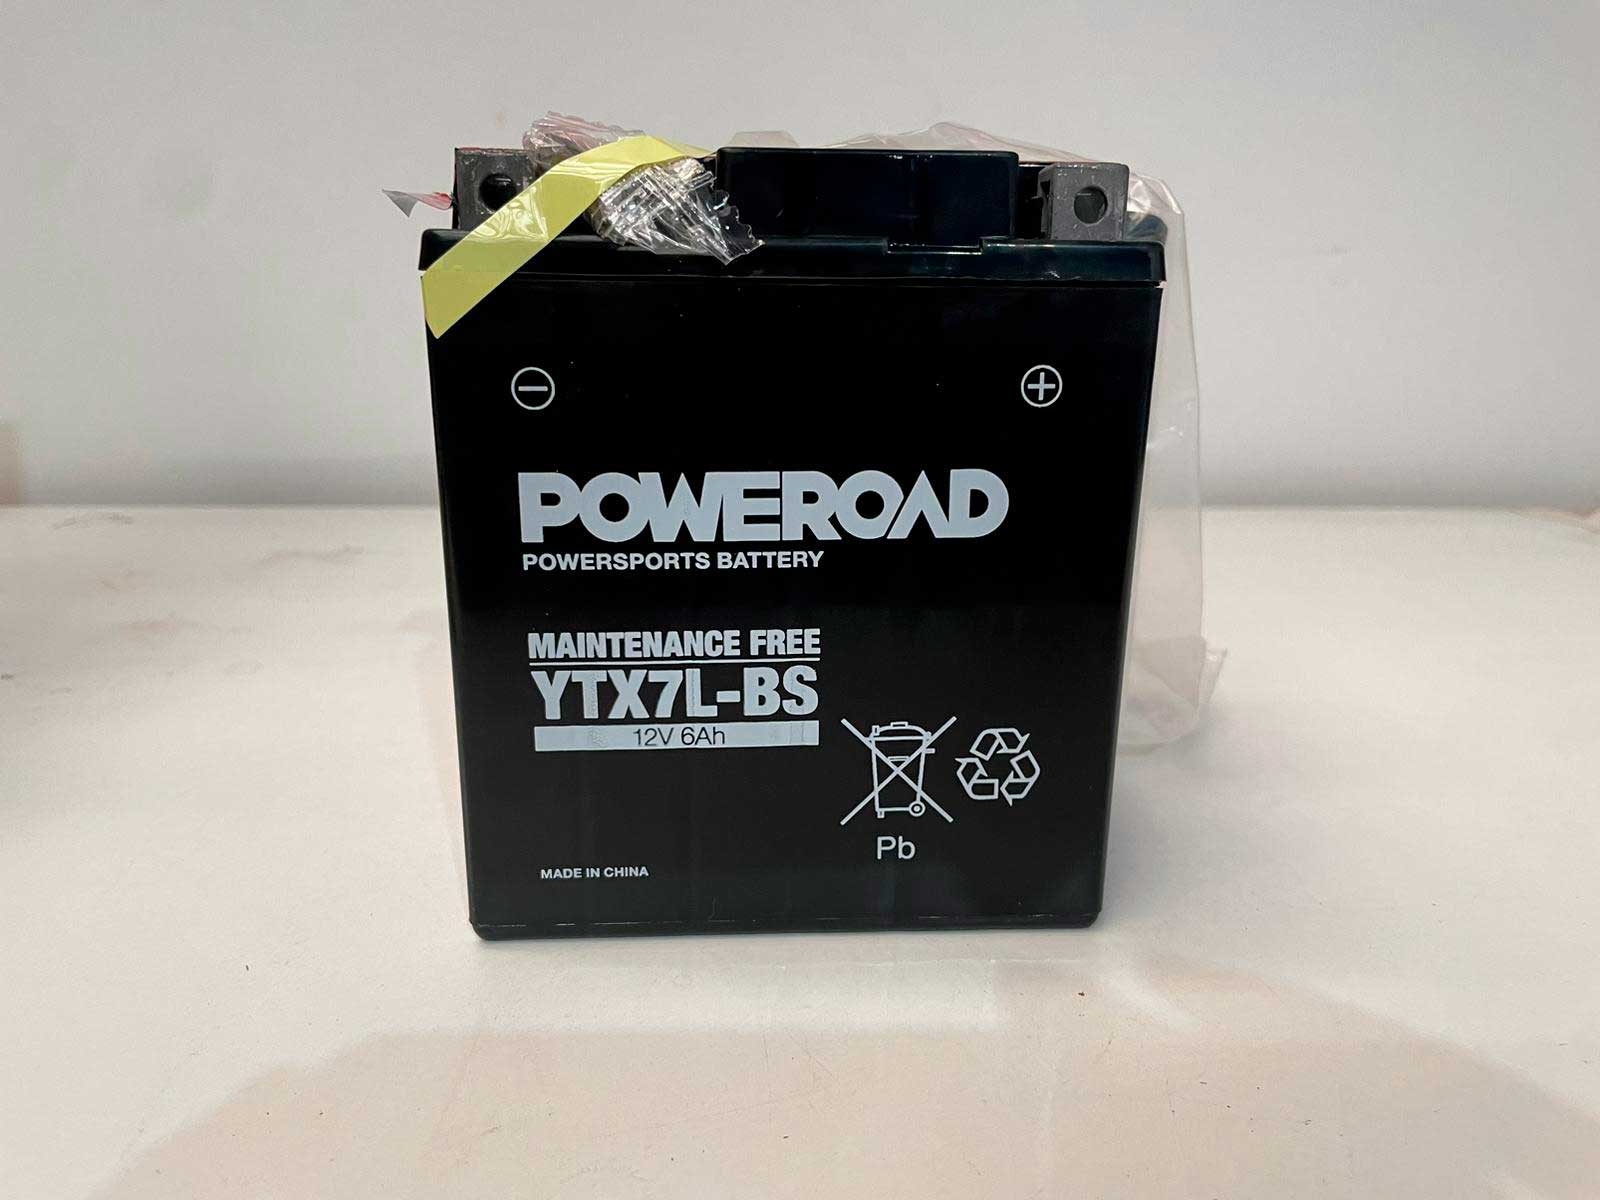 POWEROAD
POWERSPORTS BATTERY
MAINTENANCE FREE
YTX7L-BS
12V 6Ah
Pb
MADE IN CHINA